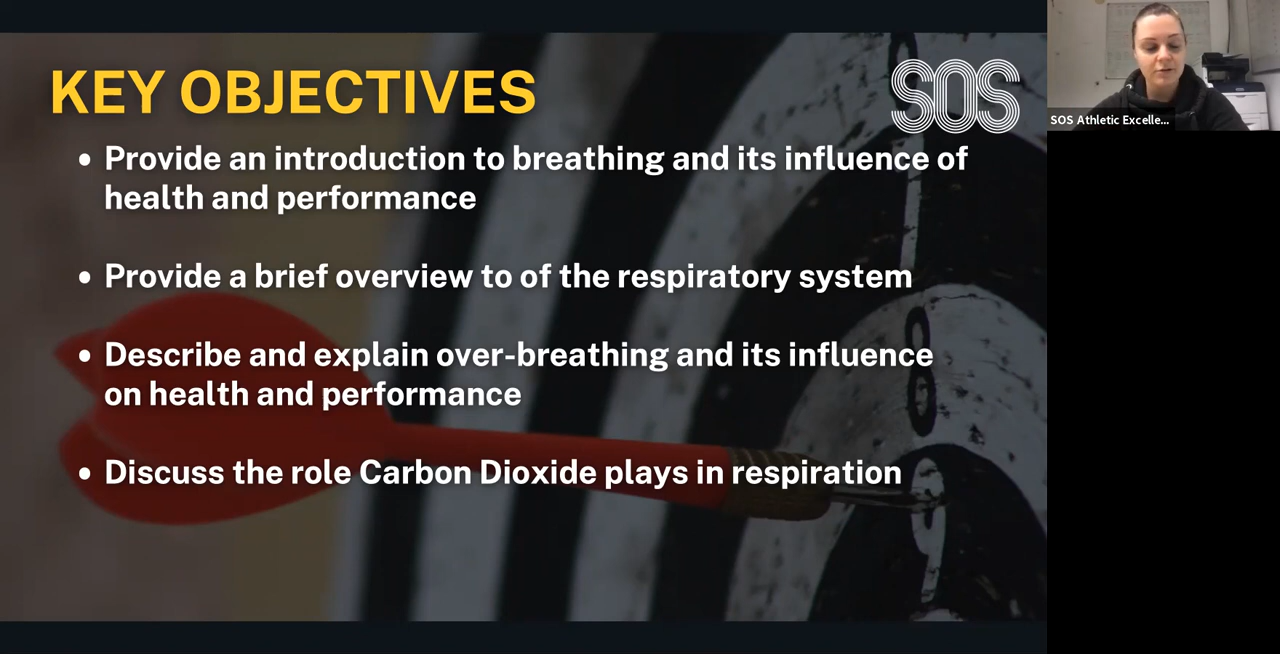 KEY OBJECTIVES
SOS
• Provide an introduction to breathing and its influence of
health and performance
• Provide a brief overview to of the respiratory system
• Describe and explain over-breathing and its influence
on health and performance
• Discuss the role Carbon Dioxide plays in respiration
SOS Athletic Excelle...